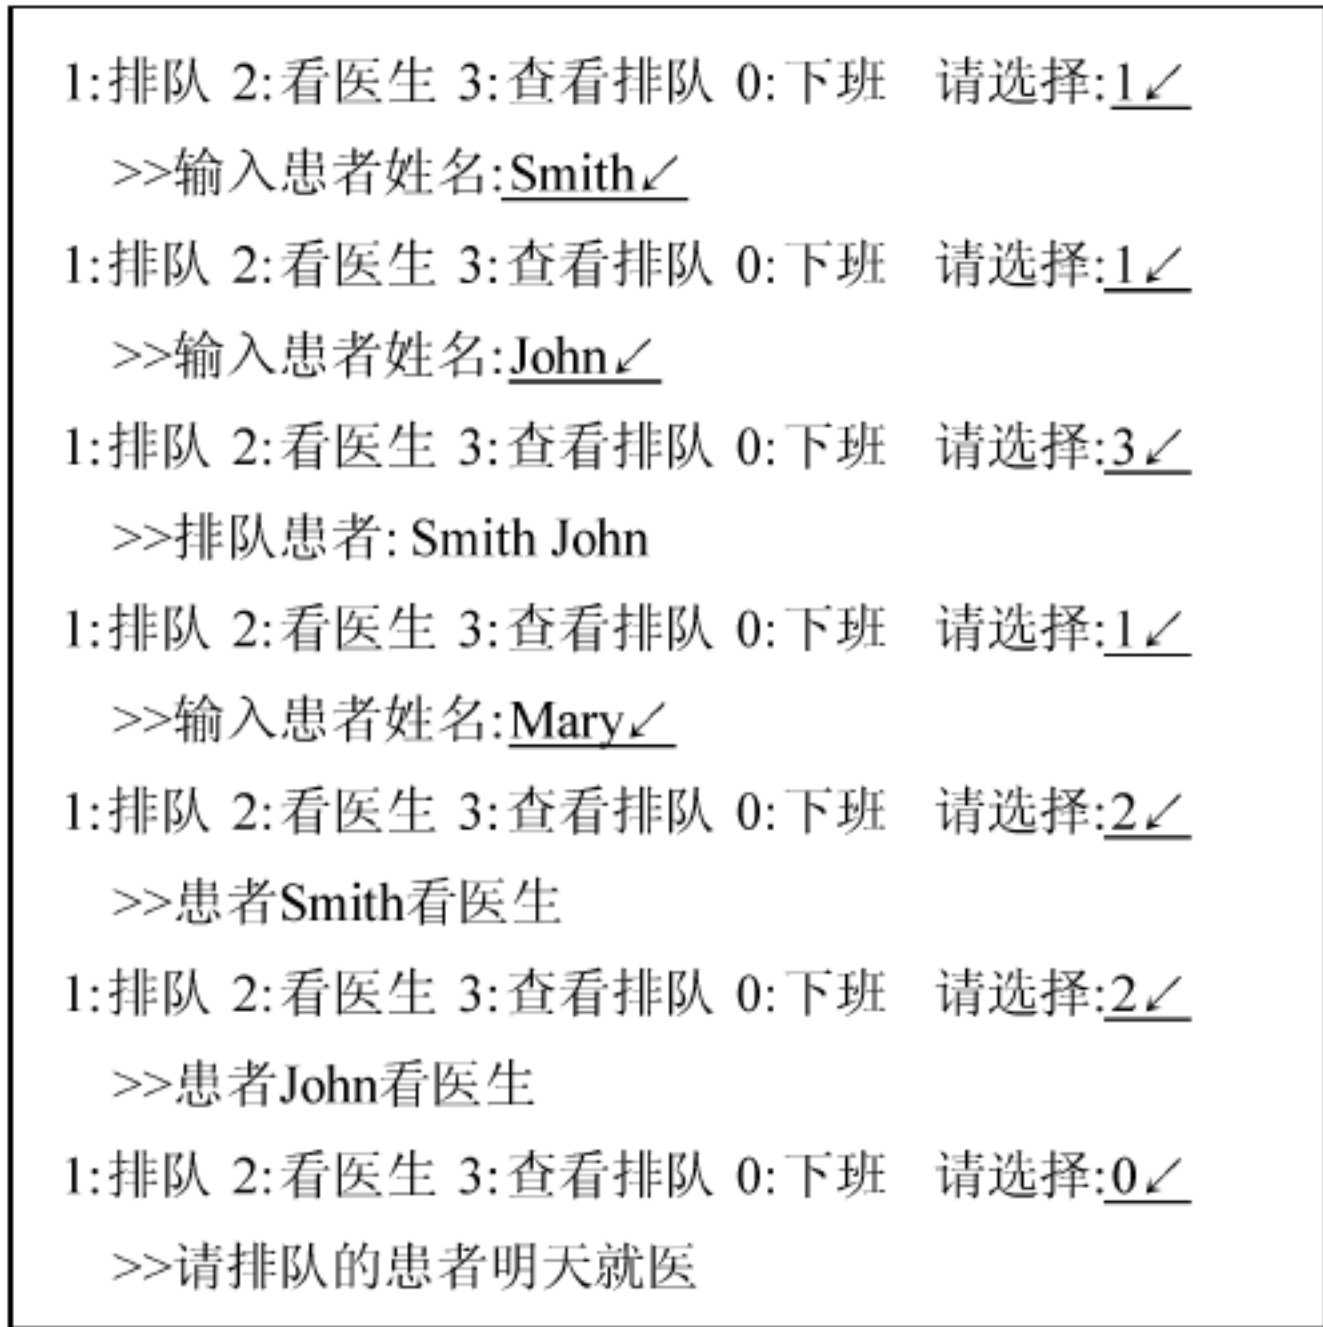 1:排队 2:看医生 3:查看排队 0:下班 请选择:1↙
>>输入患者姓名:Smith↙
1:排队 2:看医生 3:查看排队 0:下班 请选择:1↙
>>输入患者姓名:John↙
1:排队 2:看医生 3:查看排队 0:下班 请选择:3↙
>>排队患者: Smith John
1:排队 2:看医生 3:查看排队 0:下班 请选择:1↙
>>输入患者姓名:Mary↙
1:排队 2:看医生 3:查看排队 0:下班 请选择:2↙
>>患者Smith看医生
1:排队 2:看医生 3:查看排队 0:下班 请选择:2↙
>>患者John看医生
1:排队 2:看医生 3:查看排队 0:下班 请选择:0↙
>>请排队的患者明天就医